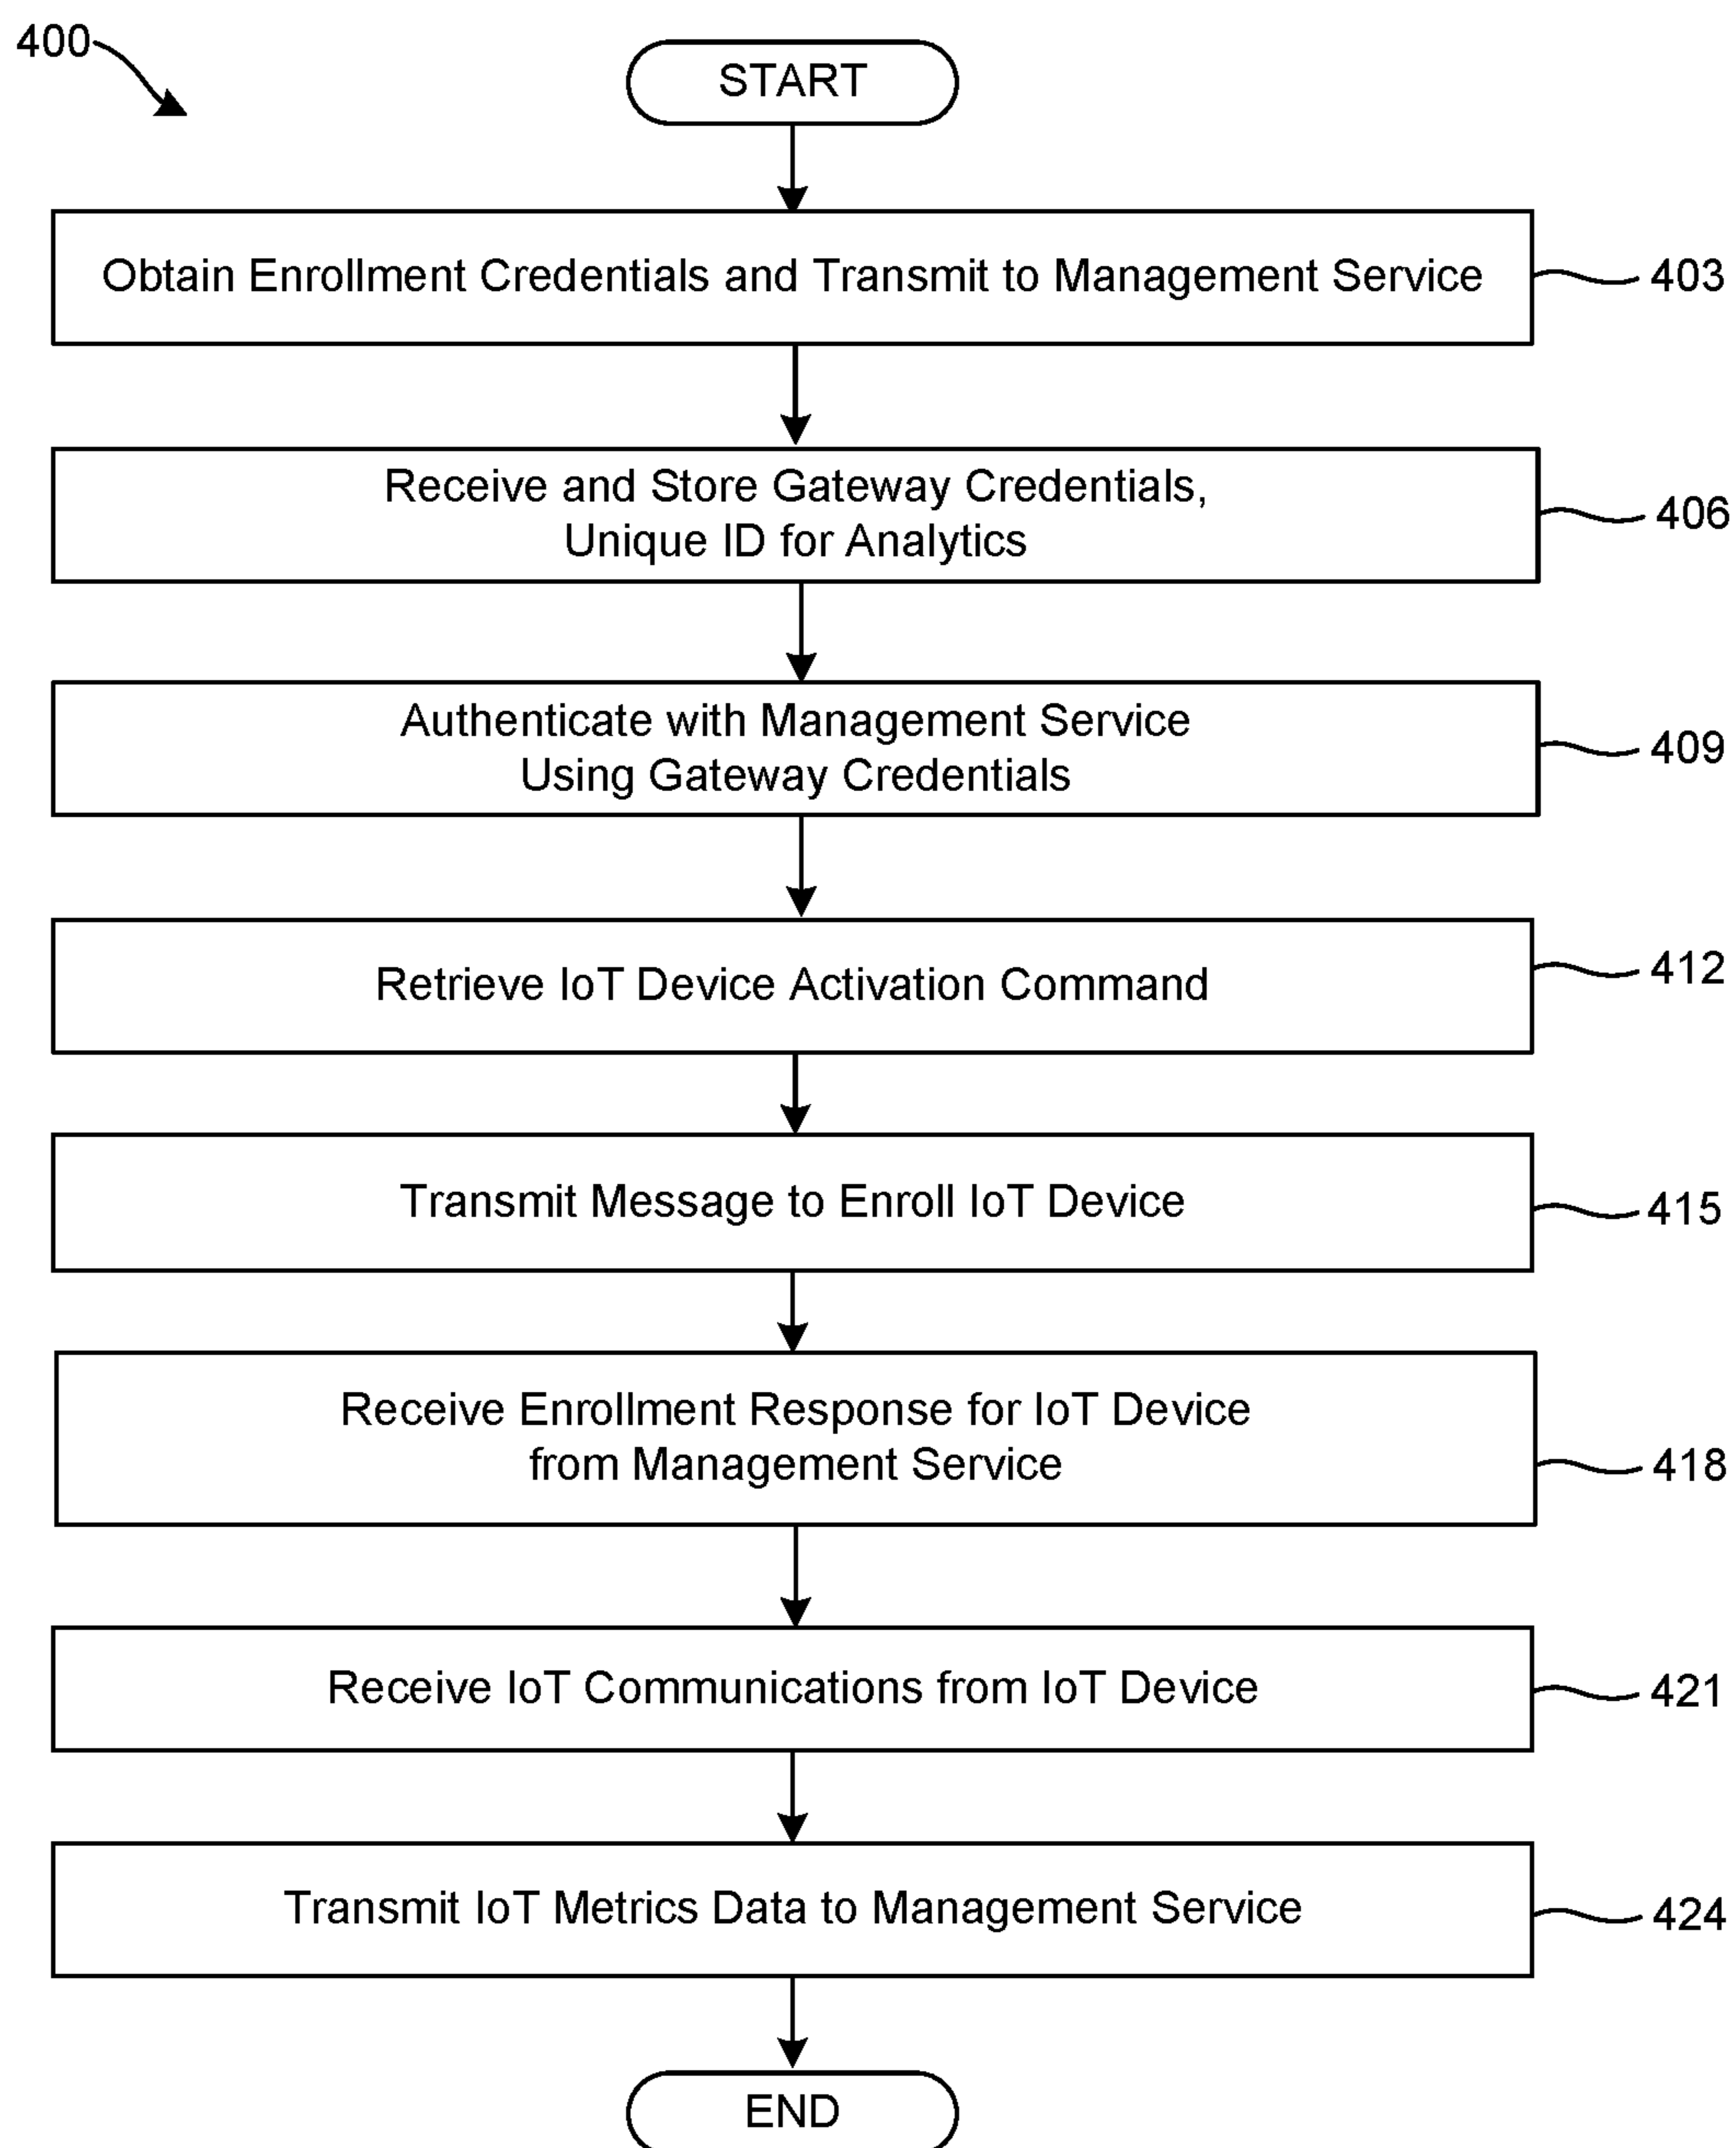 400
START
Obtain Enrollment Credentials and Transmit to Management Service
403
Receive and Store Gateway Credentials,
Unique ID for Analytics
406
Authenticate with Management Service
Using Gateway Credentials
409
Retrieve IoT Device Activation Command
412
Transmit Message to Enroll IoT Device
415
Receive Enrollment Response for IoT Device
from Management Service
418
Receive IoT Communications from IoT Device
421
Transmit IoT Metrics Data to Management Service
424
END